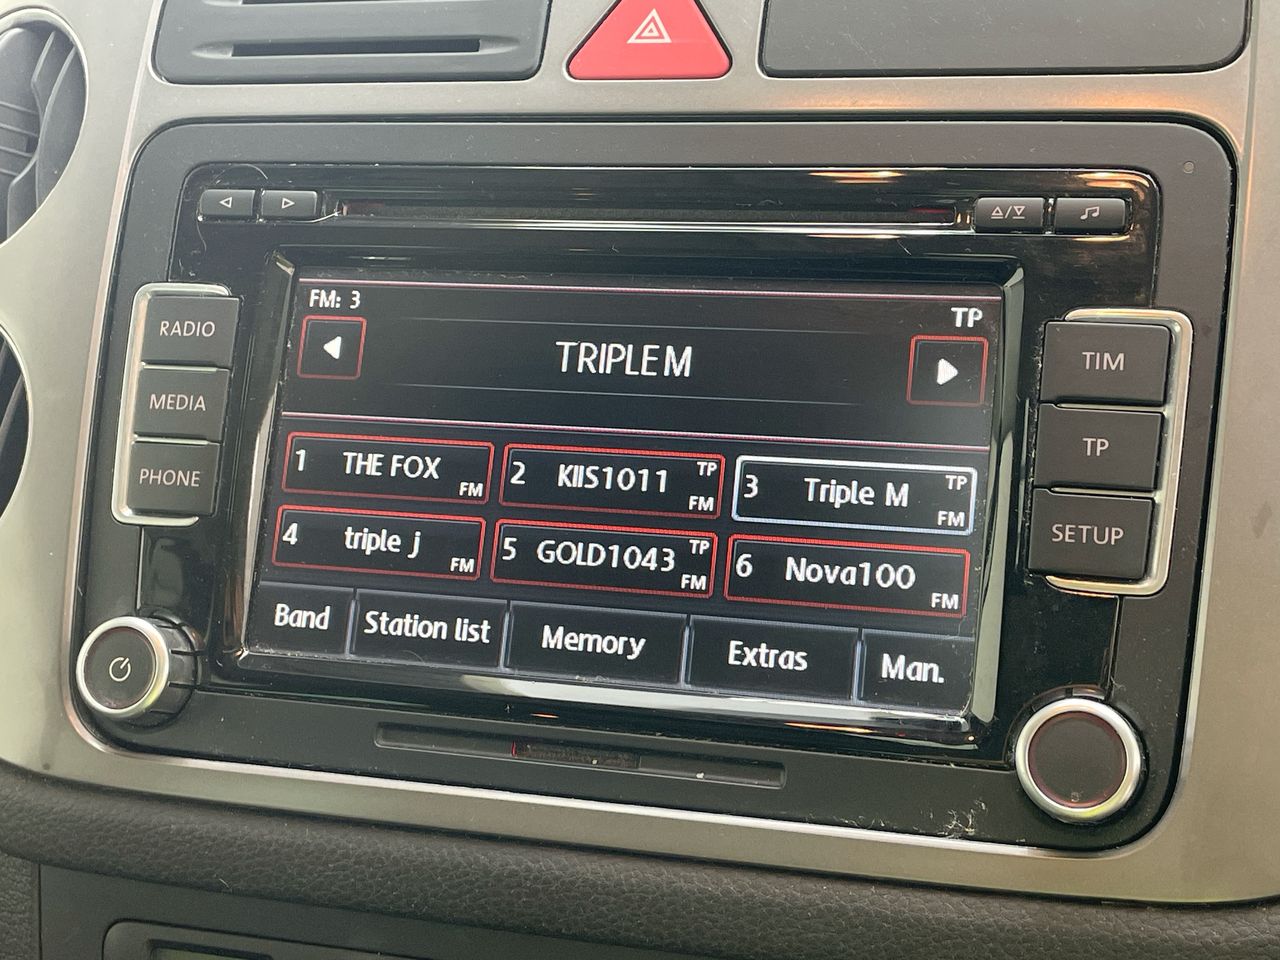 FM: 3
TP
TRIPLE M
RADIO
MEDIA
PHONE
TIM
TP
SETUP
1 THE FOX FM
2 KIIS1011 TP FM
3 Triple M TP FM
4 triple j FM
5 GOLD1043 TP FM
6 Nova100 FM
Band
Station list
Memory
Extras
Man.